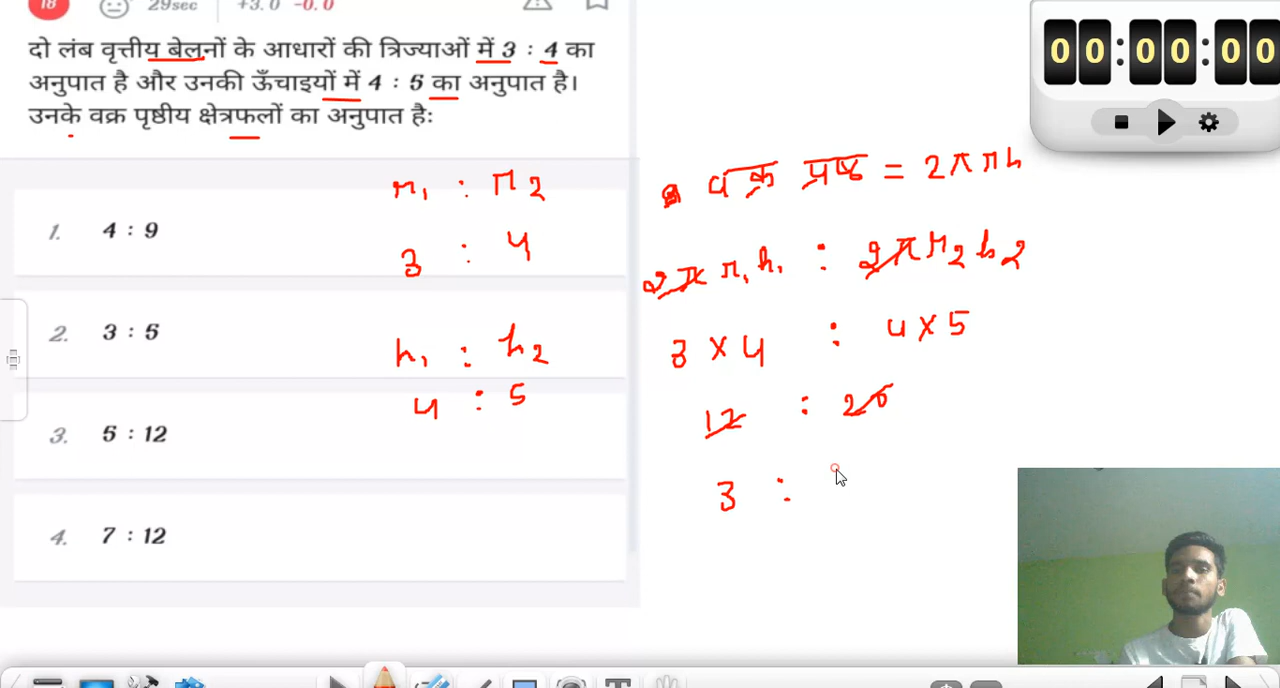 18 29sec +3.0 -0.0
दो लंब वृत्तीय बेलनों के आधारों की त्रिज्याओं में 3 : 4 का
अनुपात है और उनकी ऊँचाइयों में 4 : 5 का अनुपात है।
उनके वक्र पृष्ठीय क्षेत्रफलों का अनुपात है:
1. 4 : 9
2. 3 : 5
3. 5 : 12
4. 7 : 12
r₁ : r₂
3 : 4
h₁ : h₂
4 : 5
वक्र प्रष्ठ = 2πrh
2πr₁h₁ : 2πr₂h₂
3 × 4 : 4 × 5
12 : 20
3 :
00:00:00